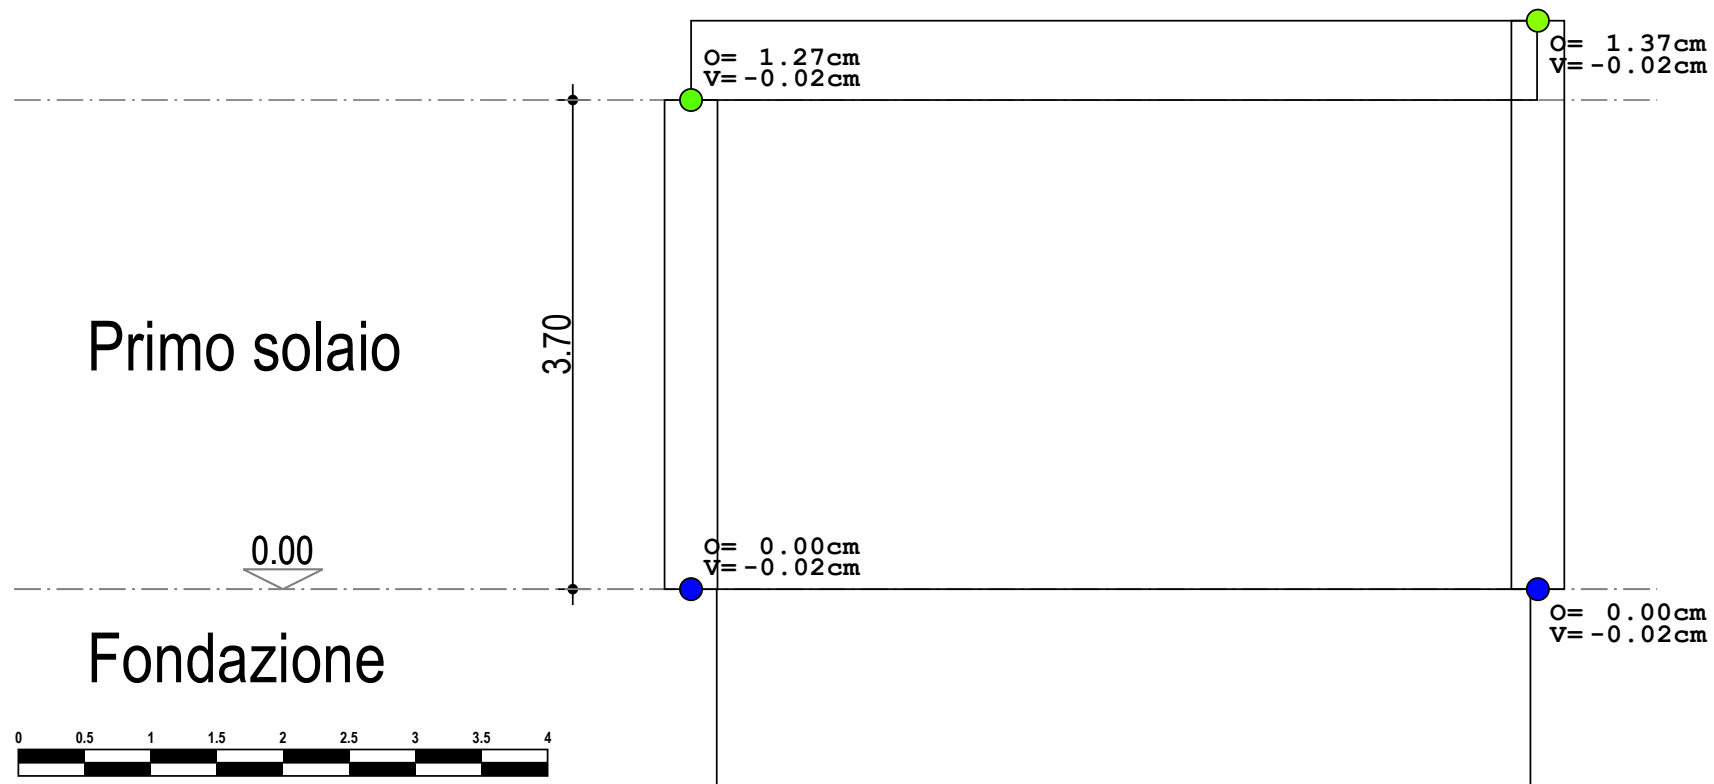 O= 1.27cm
V=-0.02cm
O= 1.37cm
V=-0.02cm
Primo solaio
3.70
0.00
O= 0.00cm
V=-0.02cm
O= 0.00cm
V=-0.02cm
Fondazione
0 0.5 1 1.5 2 2.5 3 3.5 4